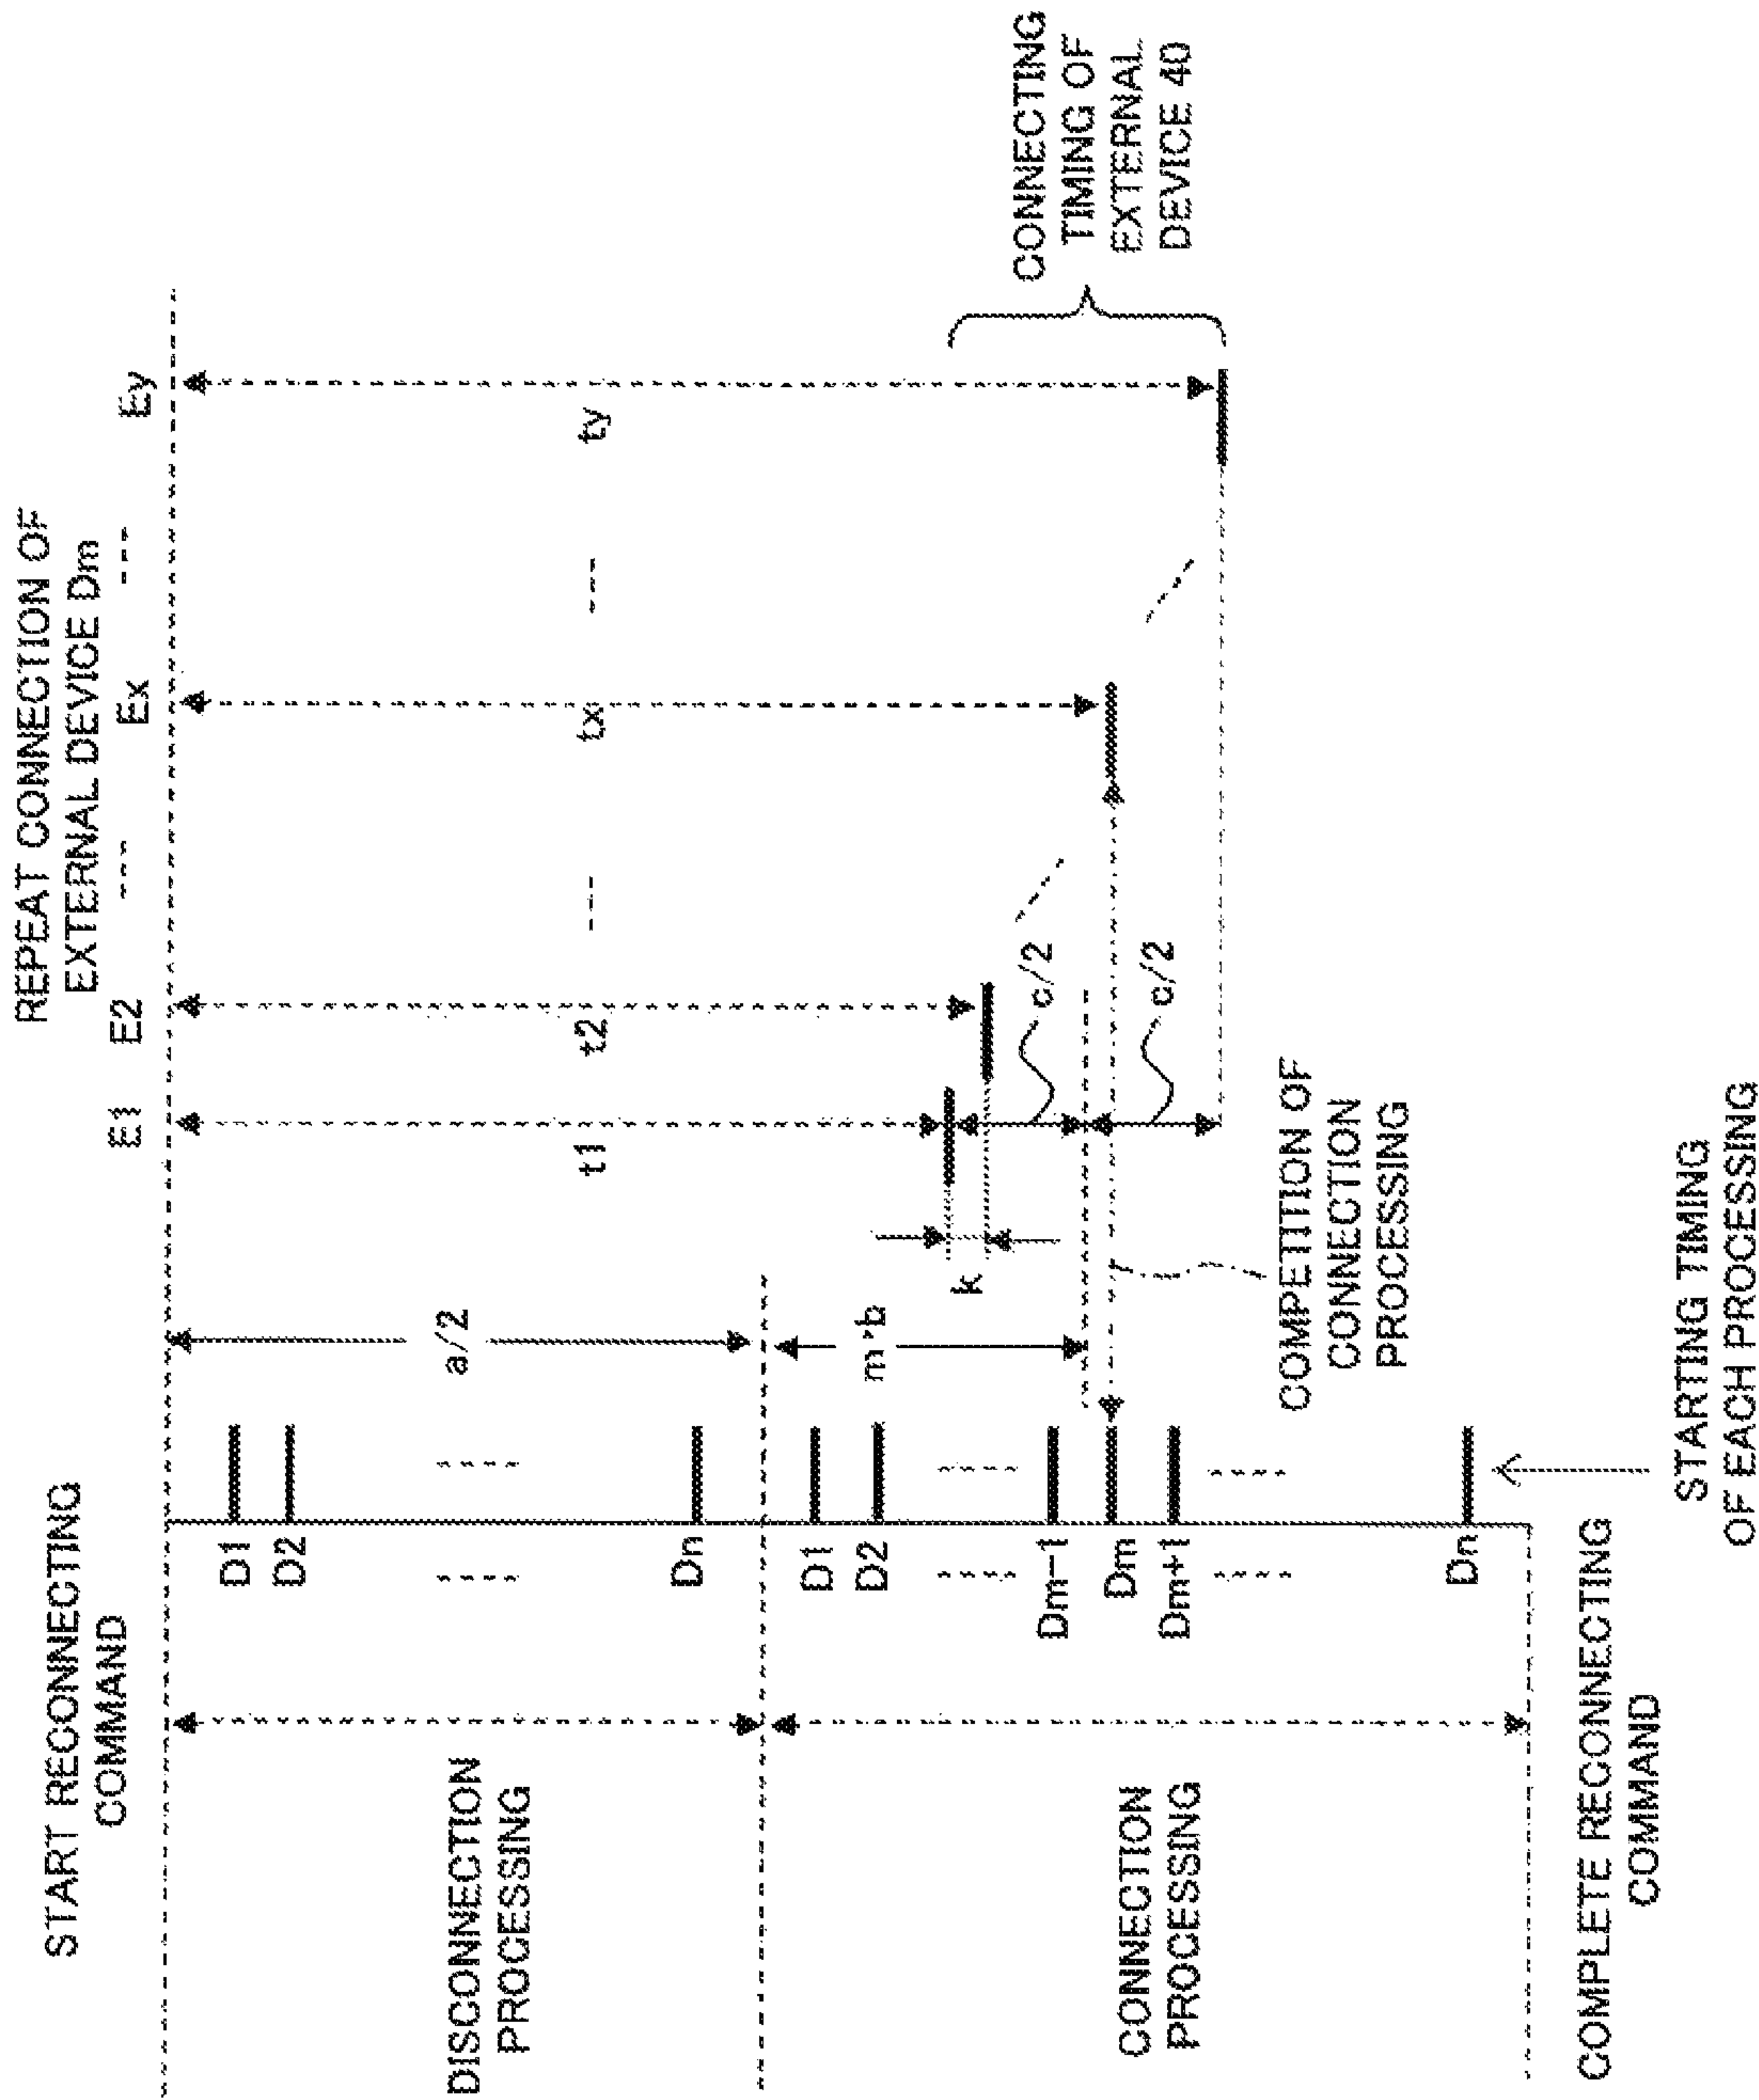 REPEAT CONNECTION OF
EXTERNAL DEVICE Dm
START RECONNECTING
COMMAND
E1
E2
---
Ex
---
Ey
D1
D2
Dn
DISCONNECTION
PROCESSING
a/2
t1
t2
---
tx
---
ty
D1
D2
Dm-1
Dm
Dm+1
Dn
CONNECTION
PROCESSING
m·b
k
c/2
c/2
COMPETITION OF
CONNECTION
PROCESSING
CONNECTING
TIMING OF
EXTERNAL
DEVICE 40
COMPLETE RECONNECTING
COMMAND
STARTING TIMING
OF EACH PROCESSING